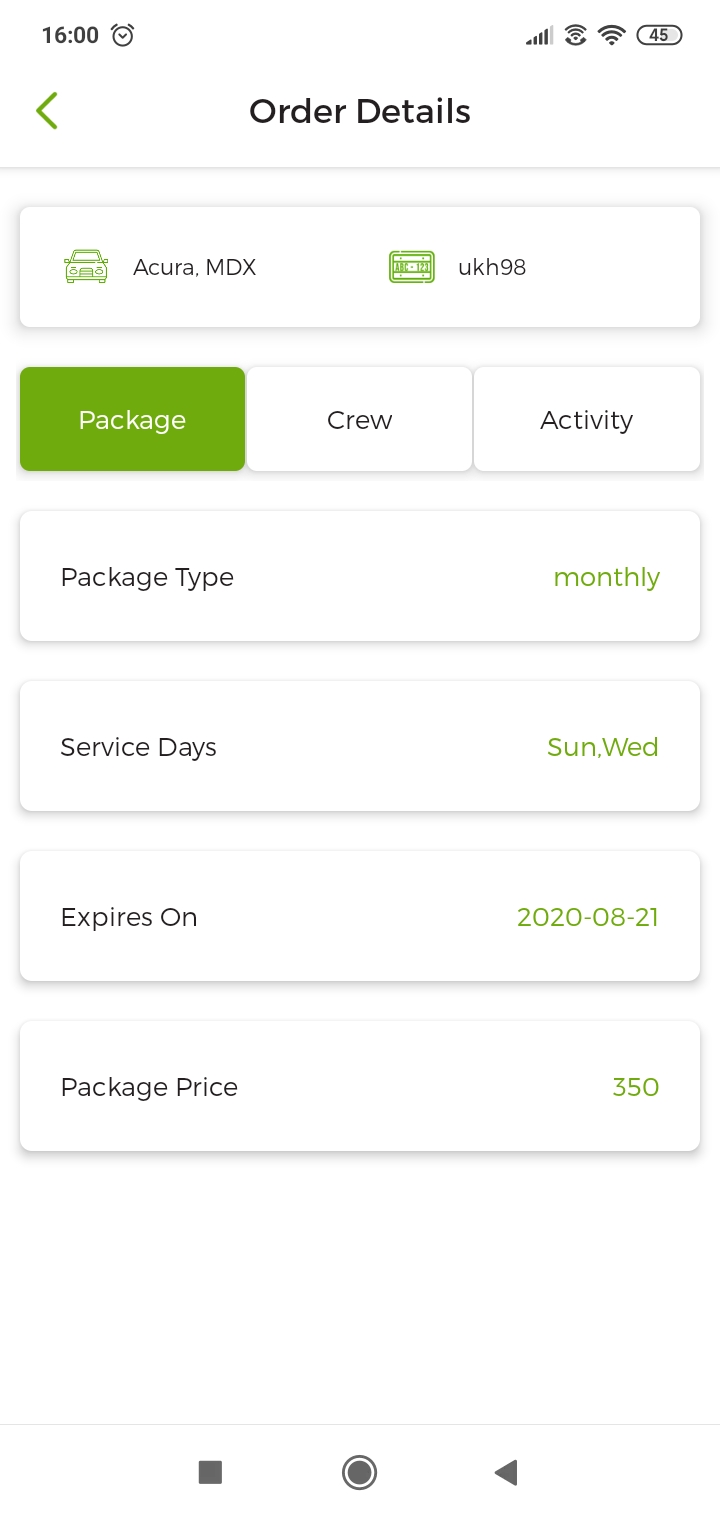 16:00
45
Order Details
Acura, MDX
ABC - 123
ukh98
Package
Crew
Activity
Package Type
monthly
Service Days
Sun,Wed
Expires On
2020-08-21
Package Price
350